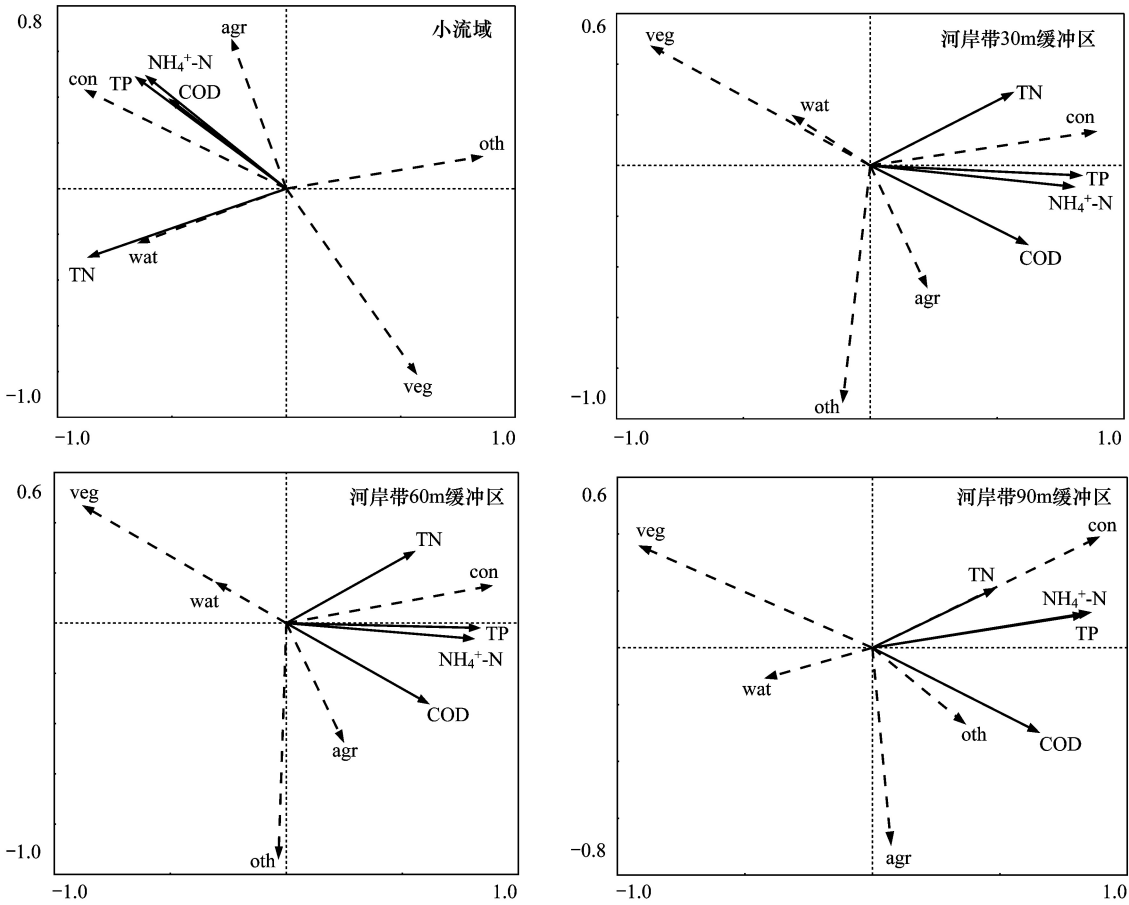 0.8
小流域
agr
NH₄⁺-N
con
TP
COD
oth
wat
TN
veg
−1.0
−1.0
1.0
0.6
河岸带30m缓冲区
veg
wat
TN
con
TP
NH₄⁺-N
COD
agr
oth
−1.0
−1.0
1.0
0.6
河岸带60m缓冲区
veg
TN
con
wat
TP
NH₄⁺-N
COD
agr
oth
−1.0
−1.0
1.0
0.6
河岸带90m缓冲区
veg
con
TN
NH₄⁺-N
TP
wat
oth
COD
agr
−0.8
−1.0
1.0